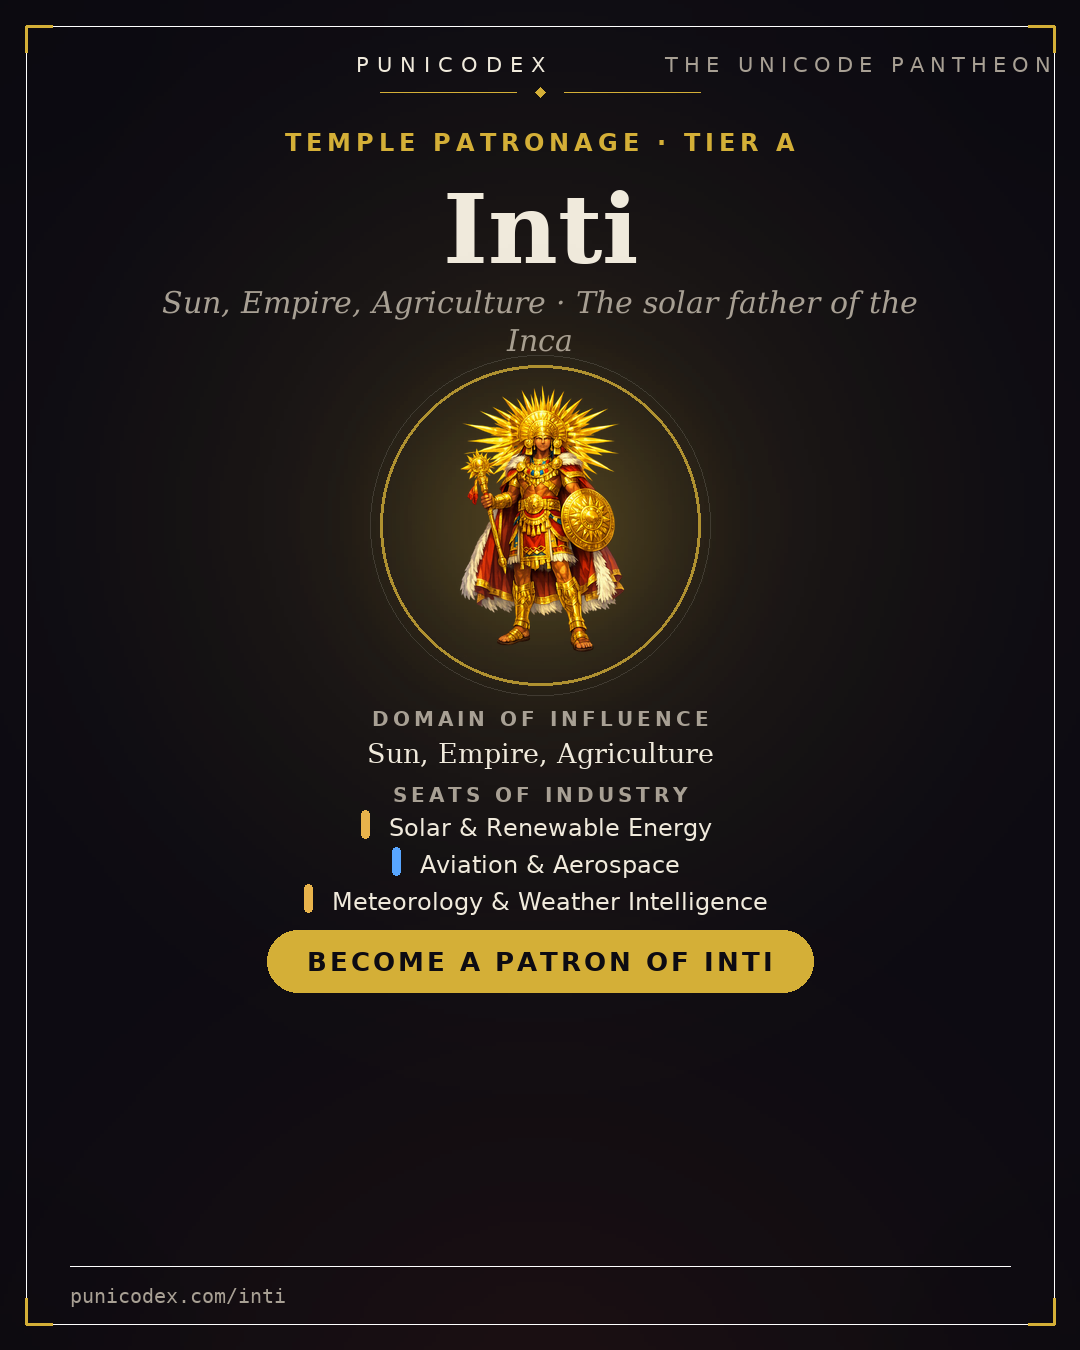 PUNICODEX THE UNICODE PANTHEON
TEMPLE PATRONAGE · TIER A
Inti
Sun, Empire, Agriculture · The solar father of the
Inca
DOMAIN OF INFLUENCE
Sun, Empire, Agriculture
SEATS OF INDUSTRY
Solar & Renewable Energy
Aviation & Aerospace
Meteorology & Weather Intelligence
BECOME A PATRON OF INTI
punicodex.com/inti